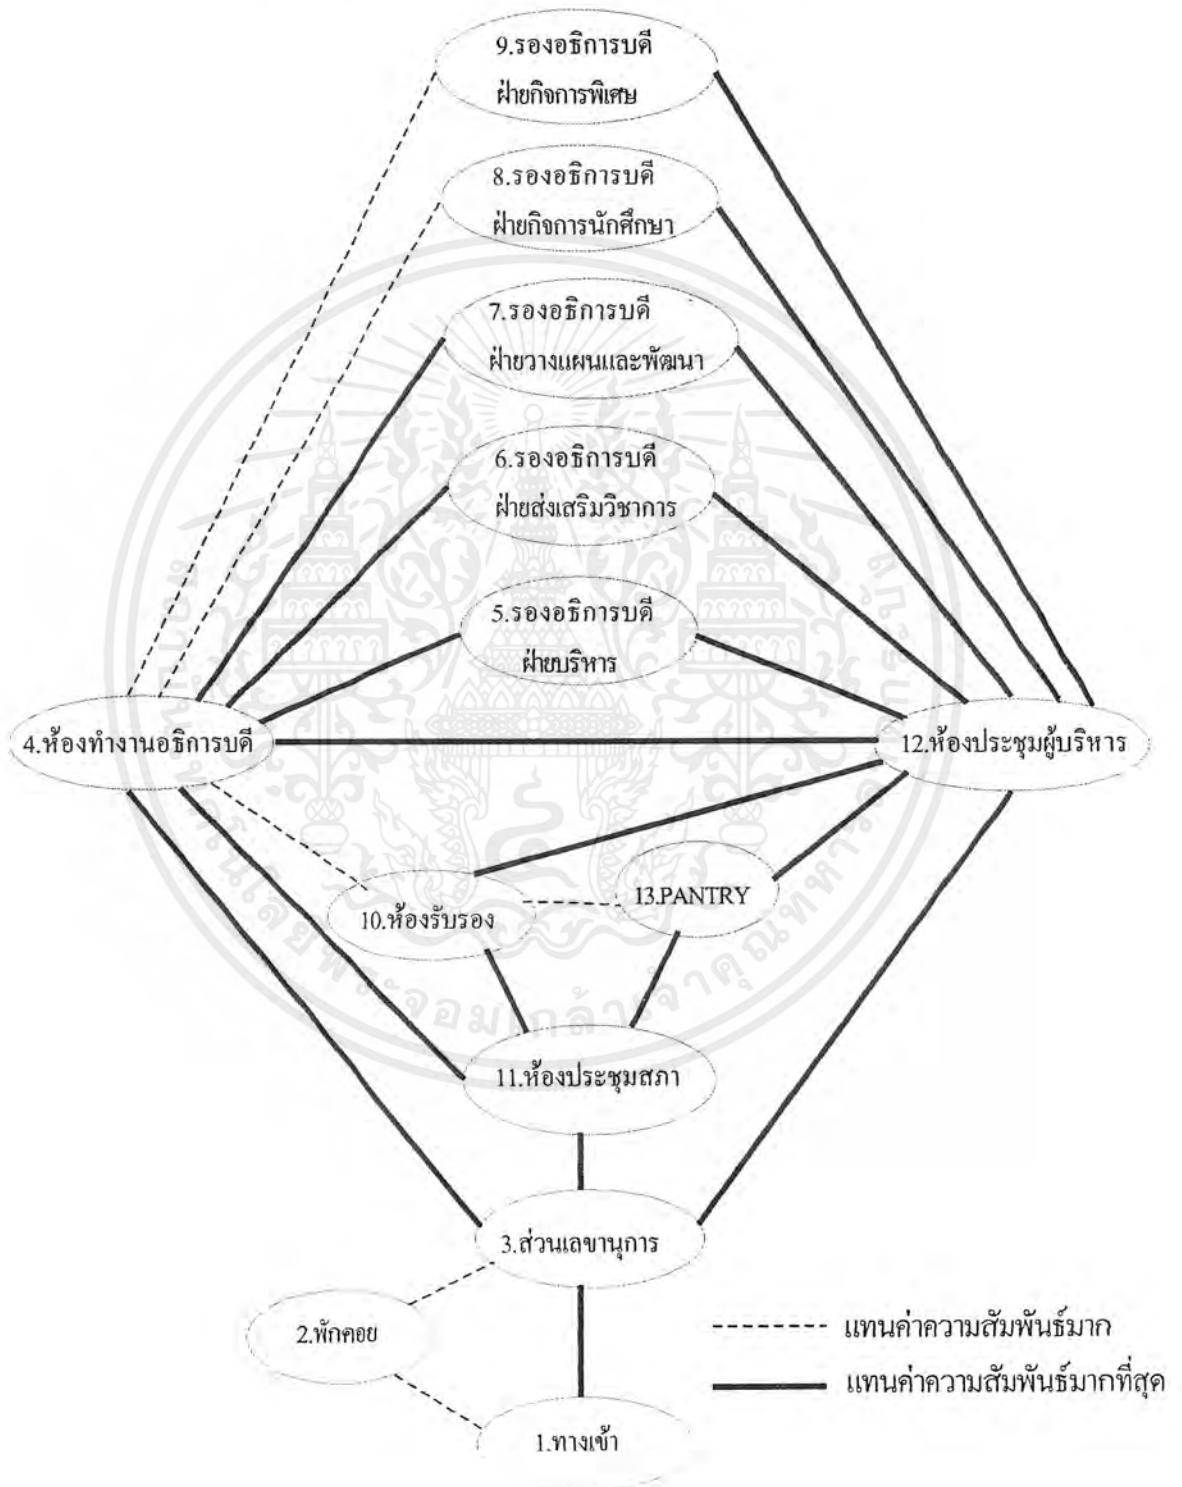 9.รองอธิการบดี
ฝ่ายกิจการพิเศษ
8.รองอธิการบดี
ฝ่ายกิจการนักศึกษา
7.รองอธิการบดี
ฝ่ายวางแผนและพัฒนา
6.รองอธิการบดี
ฝ่ายส่งเสริมวิชาการ
5.รองอธิการบดี
ฝ่ายบริหาร
4.ห้องทำงานอธิการบดี
12.ห้องประชุมผู้บริหาร
13.PANTRY
10.ห้องรับรอง
11.ห้องประชุมสภา
3.ส่วนเลขานุการ
2.พักคอย
1.ทางเข้า
แทนค่าความสัมพันธ์มาก
แทนค่าความสัมพันธ์มากที่สุด